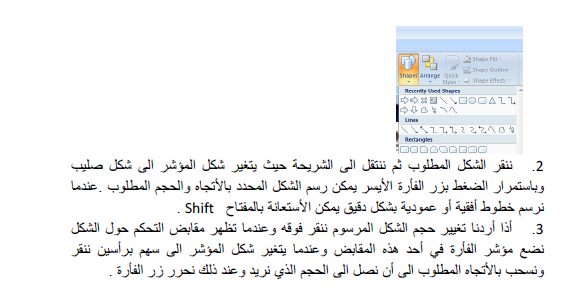 Shape Fill
Shape Outline
Shapes Arrange Quick Styles Shape Effects
Recently Used Shapes
Lines
Rectangles
2. ننقر الشكل المطلوب ثم ننتقل الى الشريحة حيث يتغير شكل المؤشر الى شكل صليب
وباستمرار الضغط بزر الفأرة الأيسر يمكن رسم الشكل المحدد بالأتجاه والحجم المطلوب .عندما
نرسم خطوط أفقية أو عمودية بشكل دقيق يمكن الأستعانة بالمفتاح Shift .
3. أذا أردنا تغيير حجم الشكل المرسوم ننقر فوقه وعندما تظهر مقابض التحكم حول الشكل
نضع مؤشر الفأرة في أحد هذه المقابض وعندما يتغير شكل المؤشر الى سهم برأسين ننقر
ونسحب بالأتجاه المطلوب الى أن نصل الى الحجم الذي نريد وعند ذلك نحرر زر الفأرة .